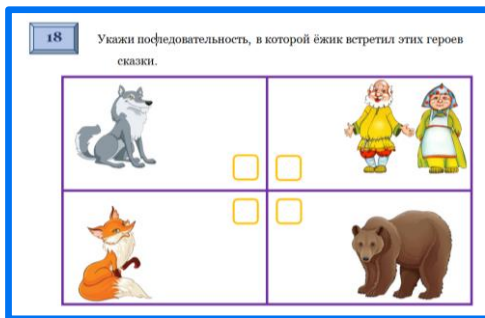 18
Укажи последовательность, в которой ёжик встретил этих героев
сказки.